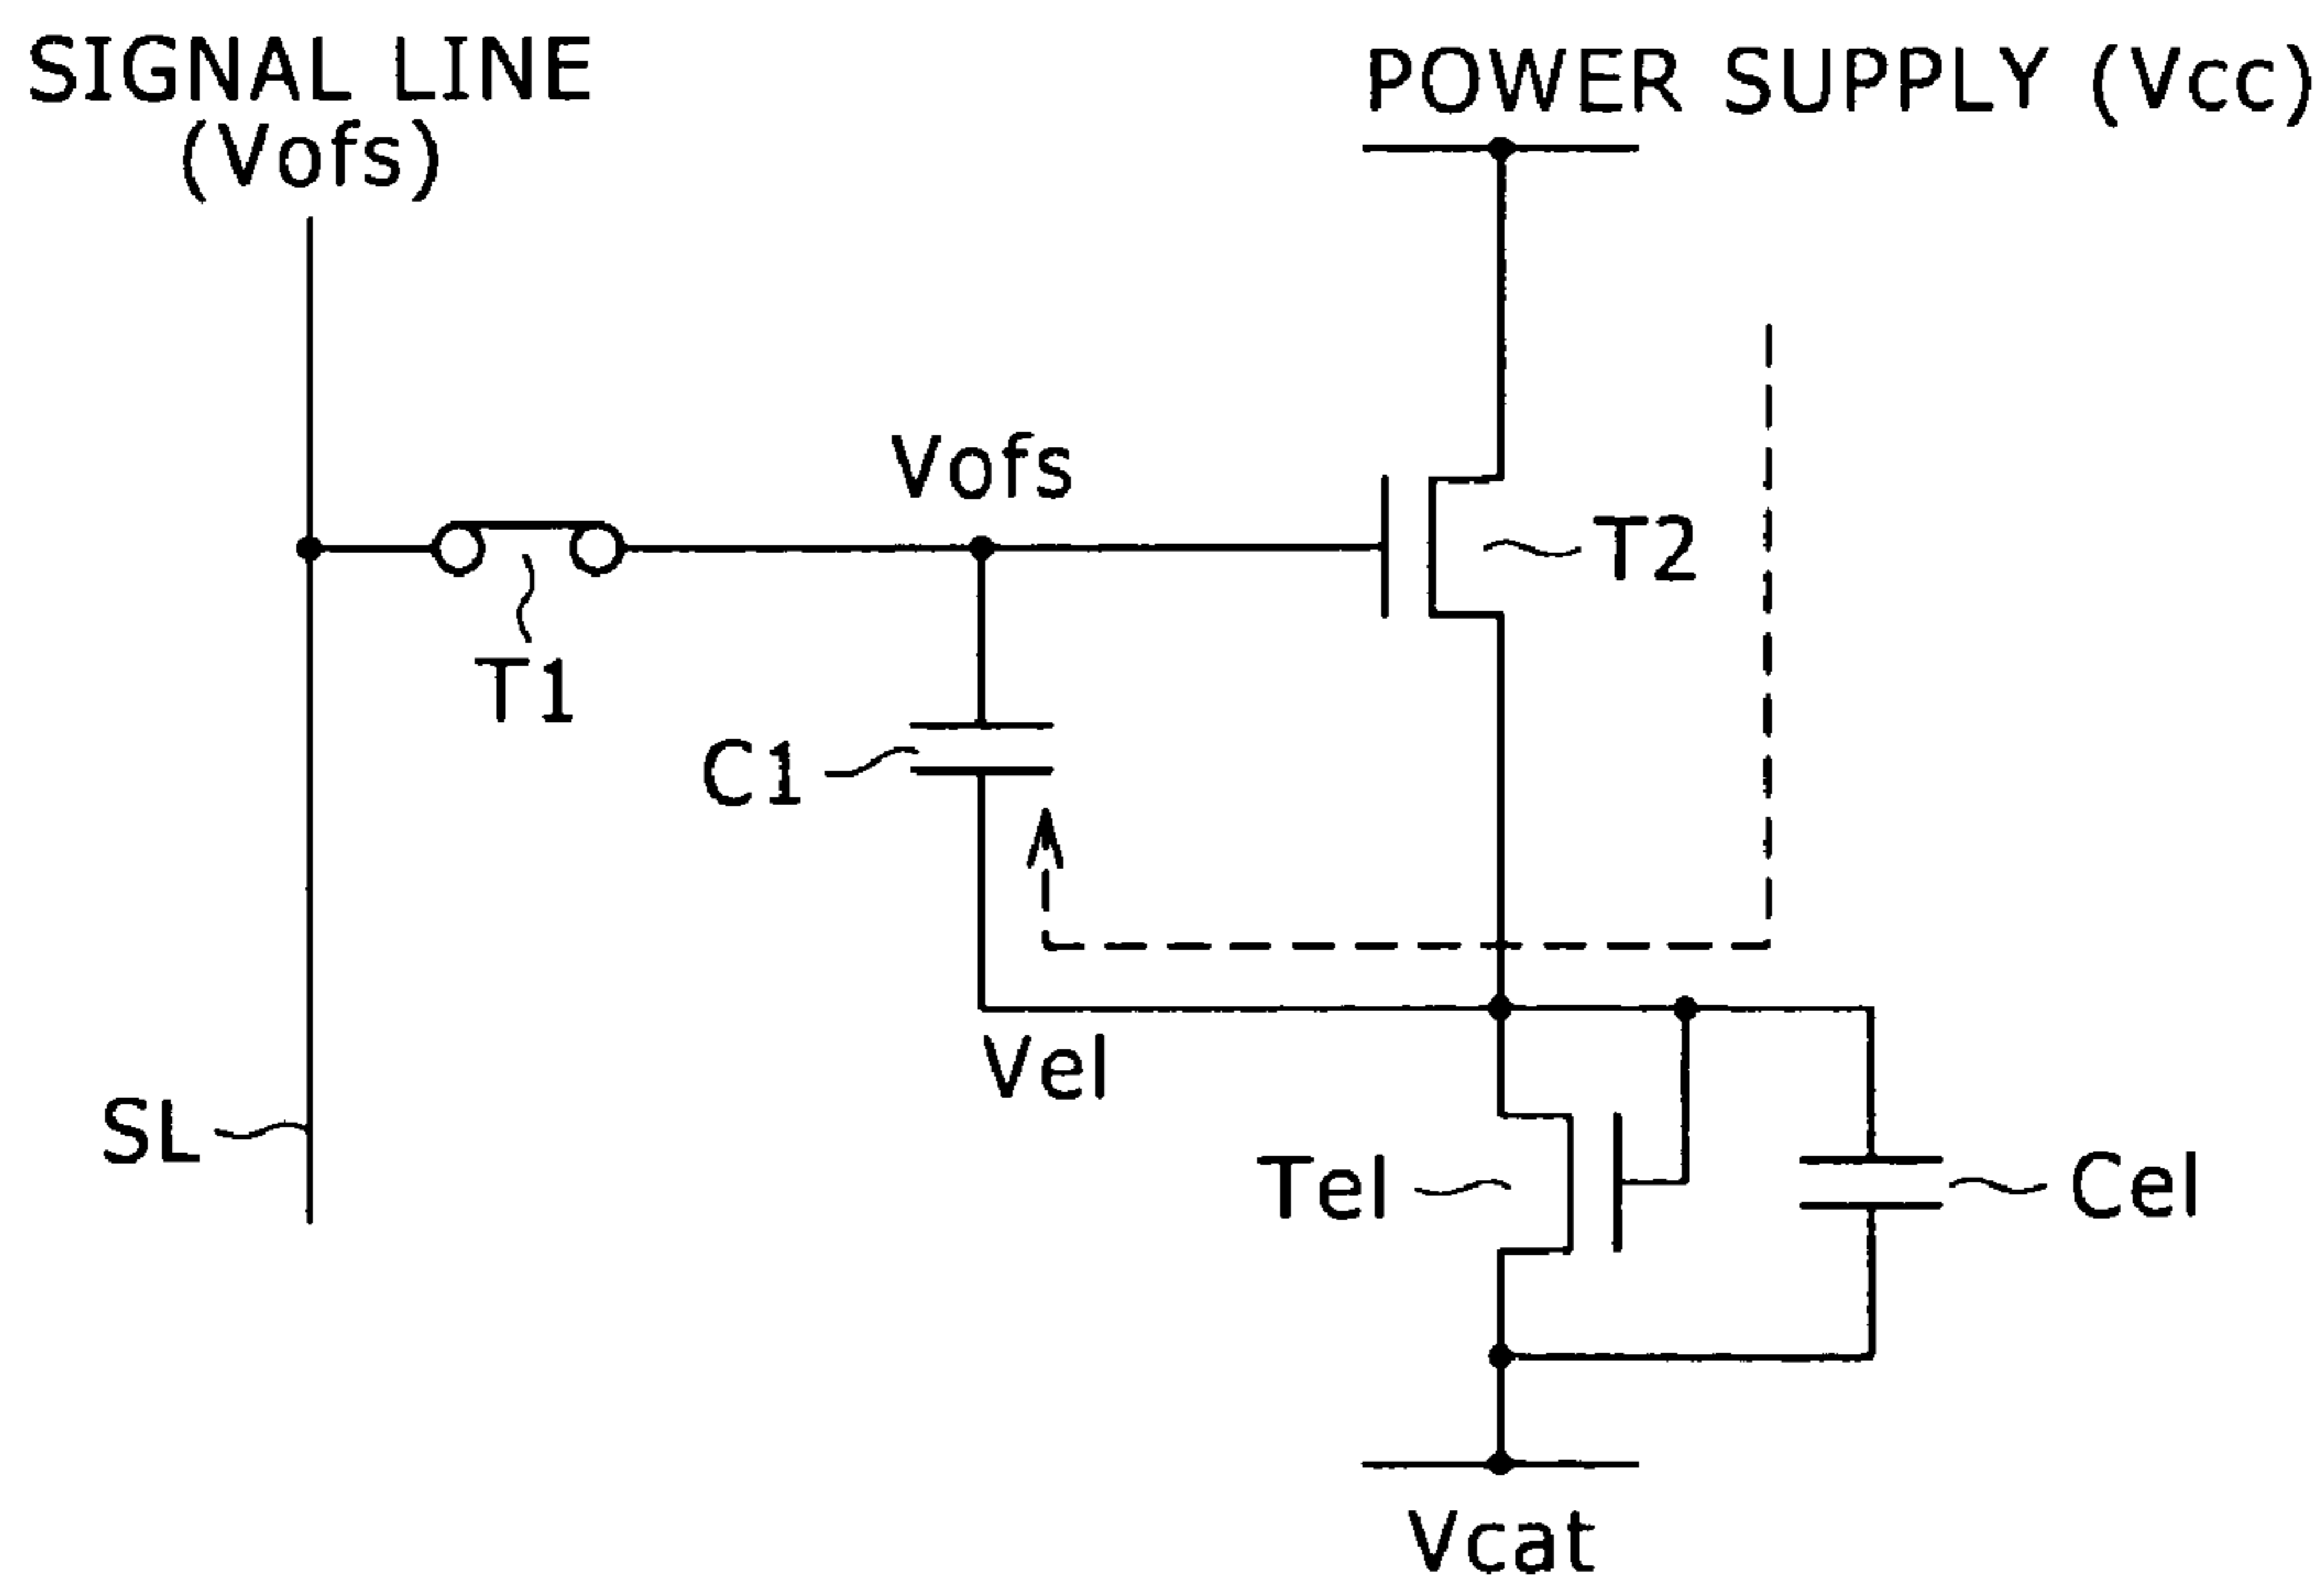 SIGNAL LINE
(Vofs)
POWER SUPPLY (Vcc)
Vofs
T2
T1
C1
Vel
SL
Tel
Cel
Vcat